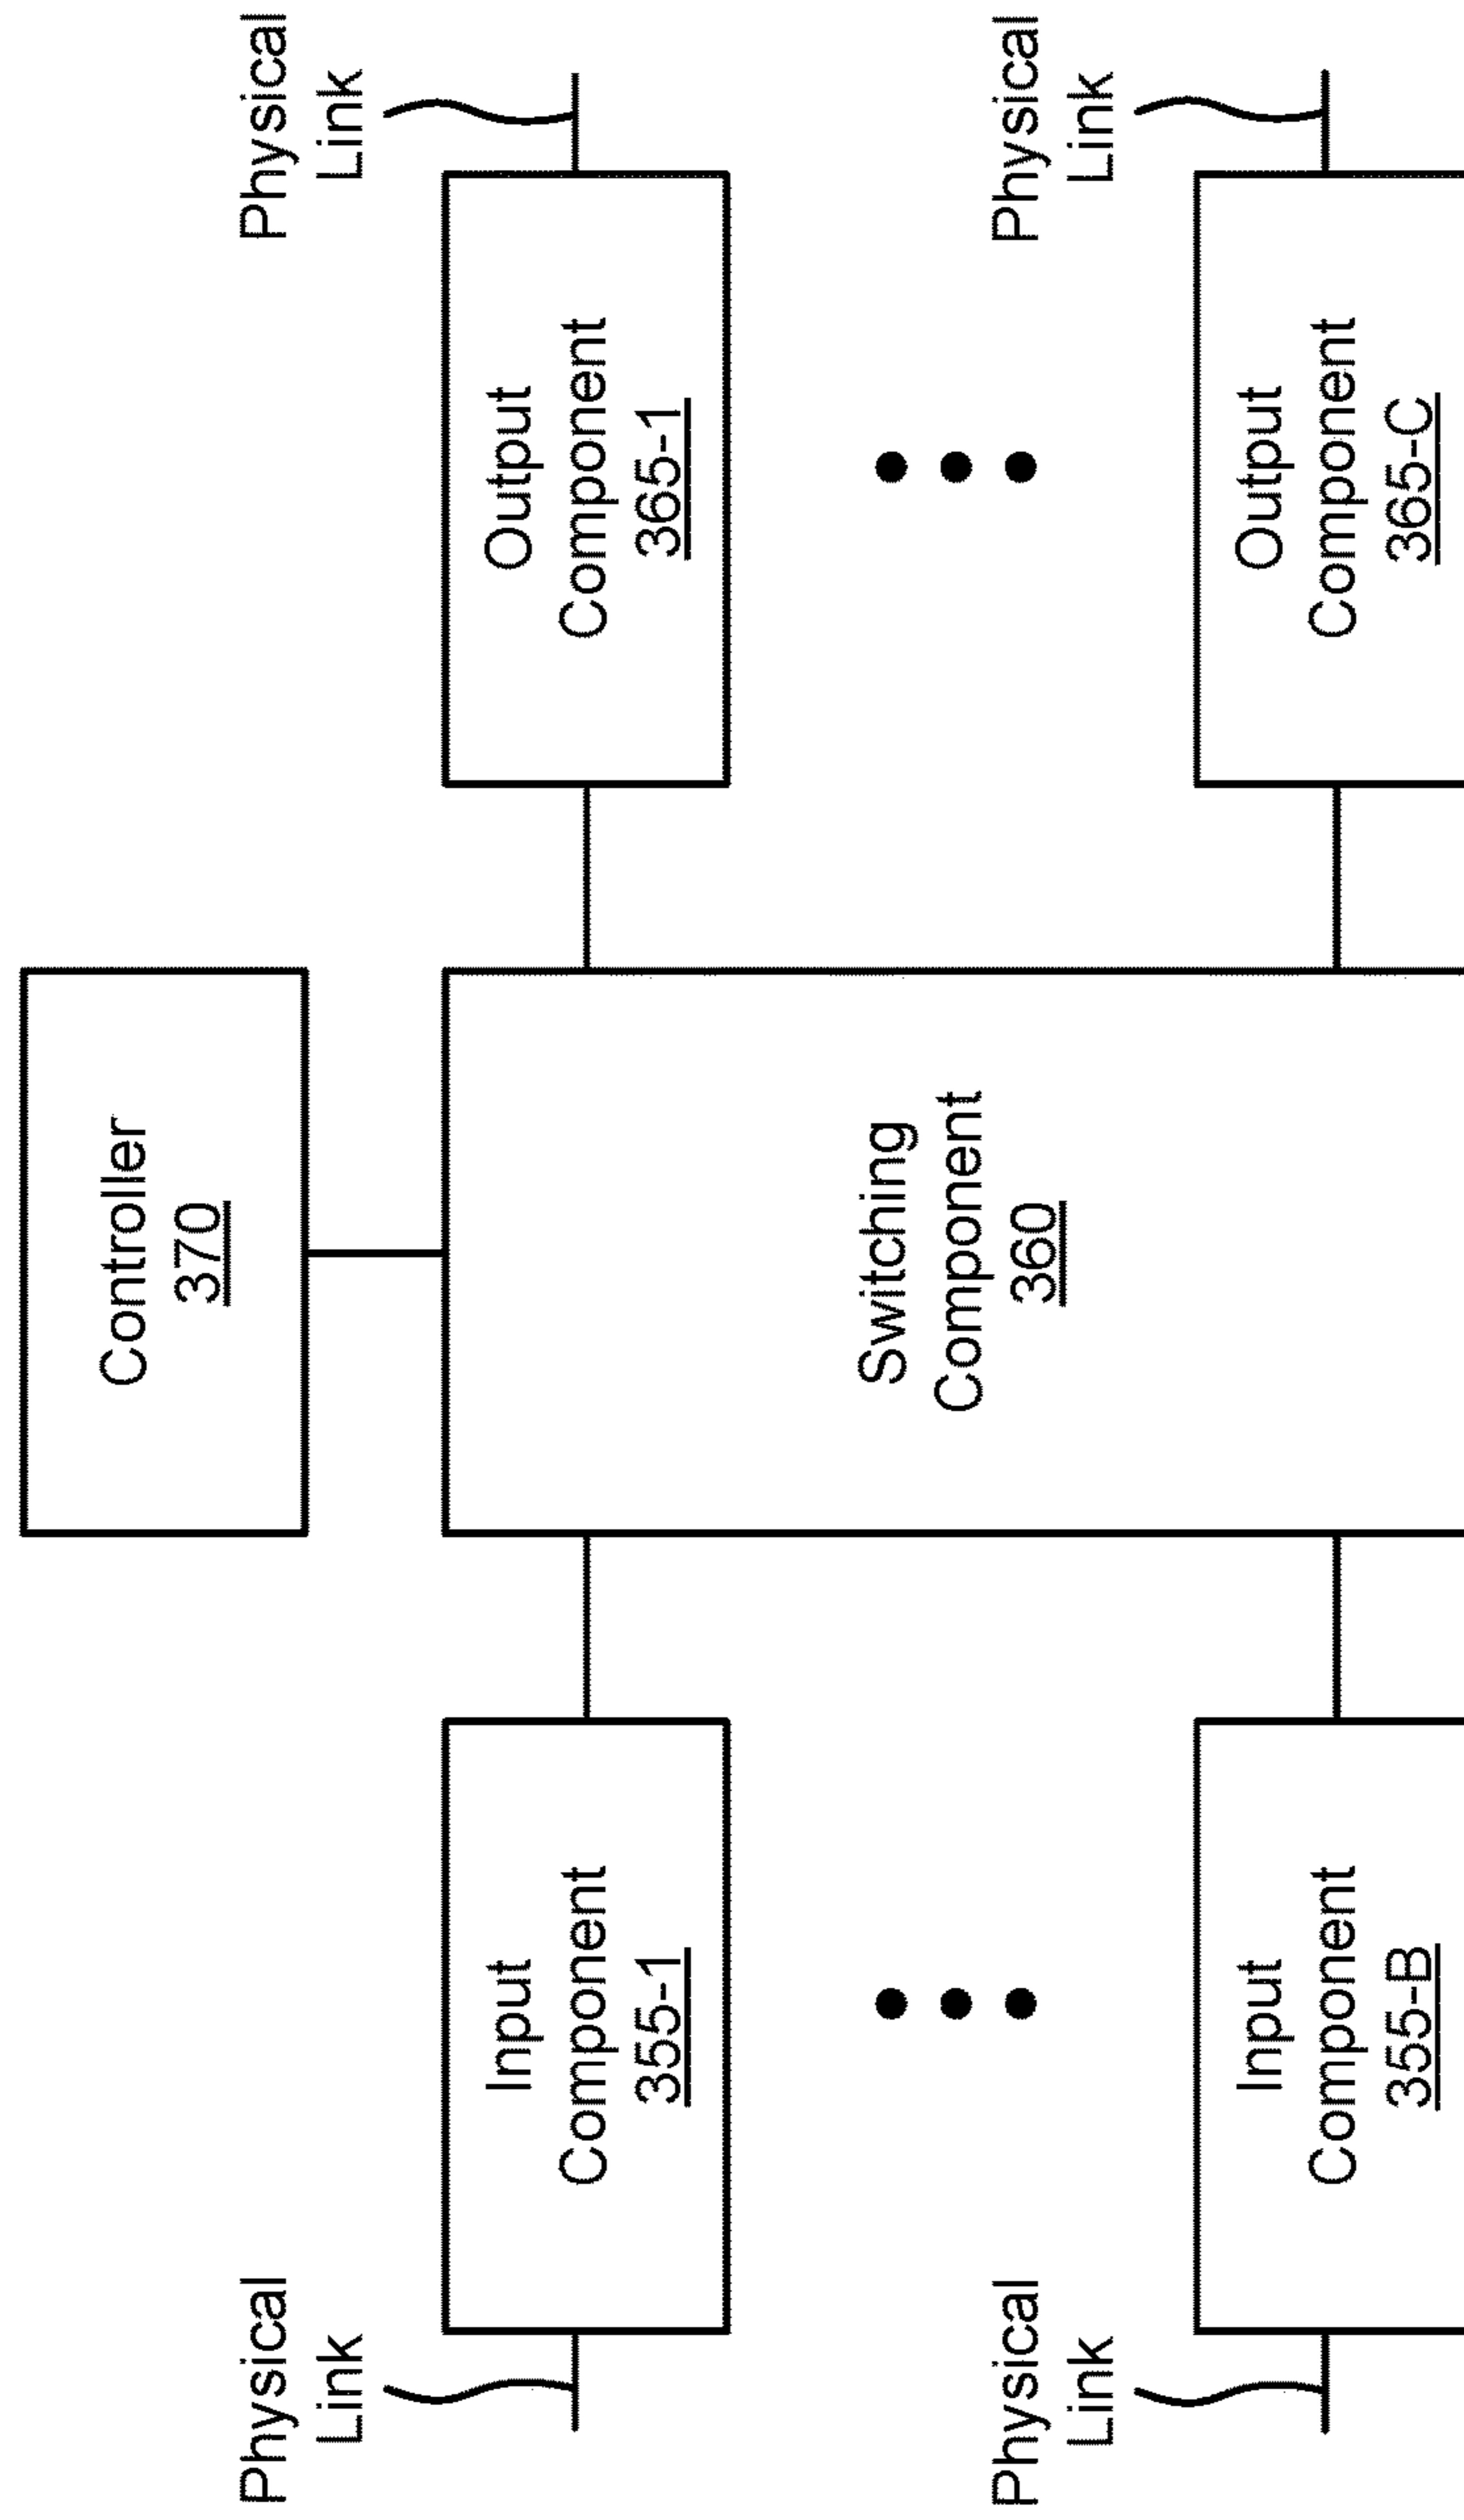 Controller
370
Physical
Link
Physical
Link
Input
Component
355-1
Switching
Component
360
Output
Component
365-1
Physical
Link
Physical
Link
Input
Component
355-B
Output
Component
365-C